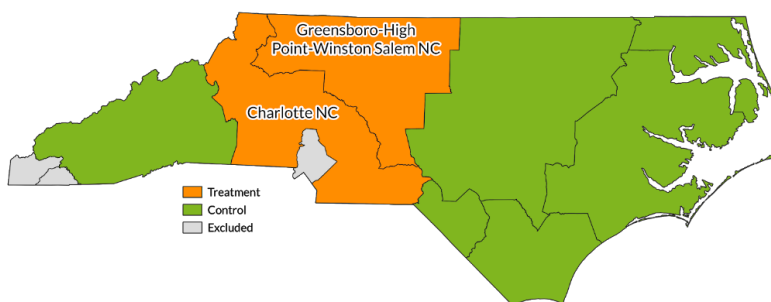 Greensboro-High
Point-Winston Salem NC
Charlotte NC
Treatment
Control
Excluded